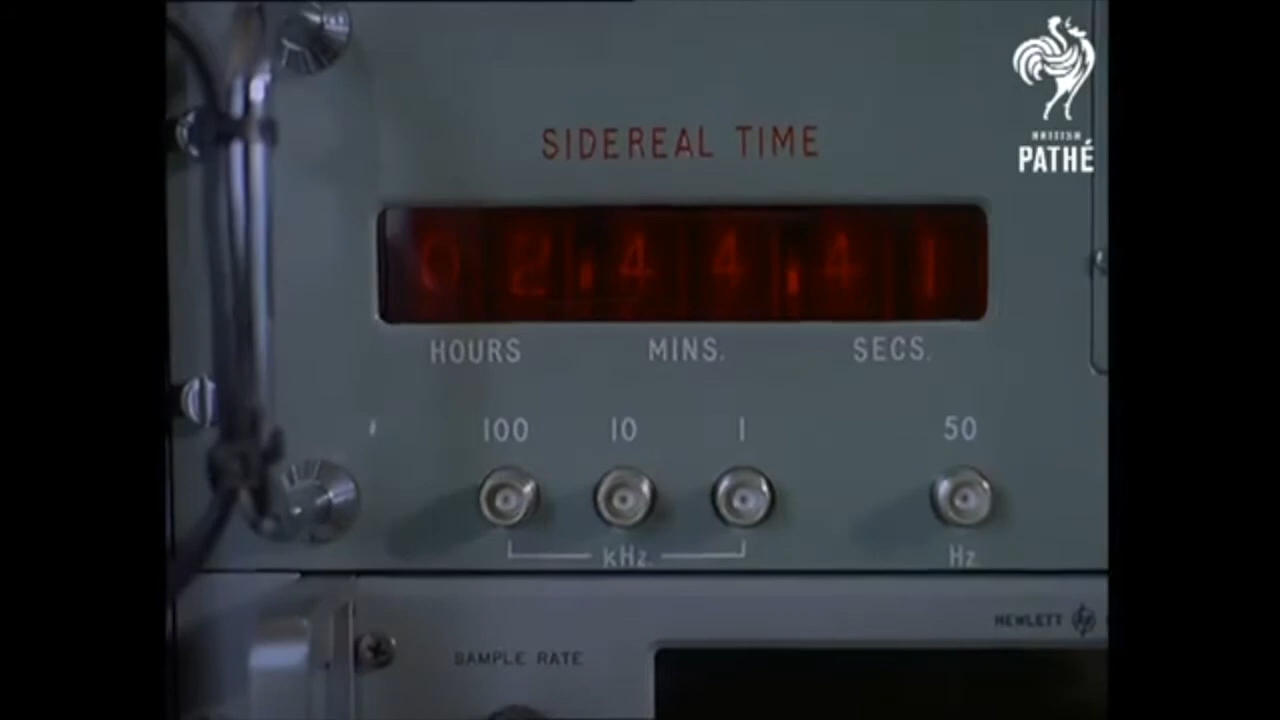 BRITISH
PATHÉ
SIDEREAL TIME
02:44:41
HOURS MINS. SECS.
100 10 1 50
kHz. Hz
HEWLETT hp
SAMPLE RATE